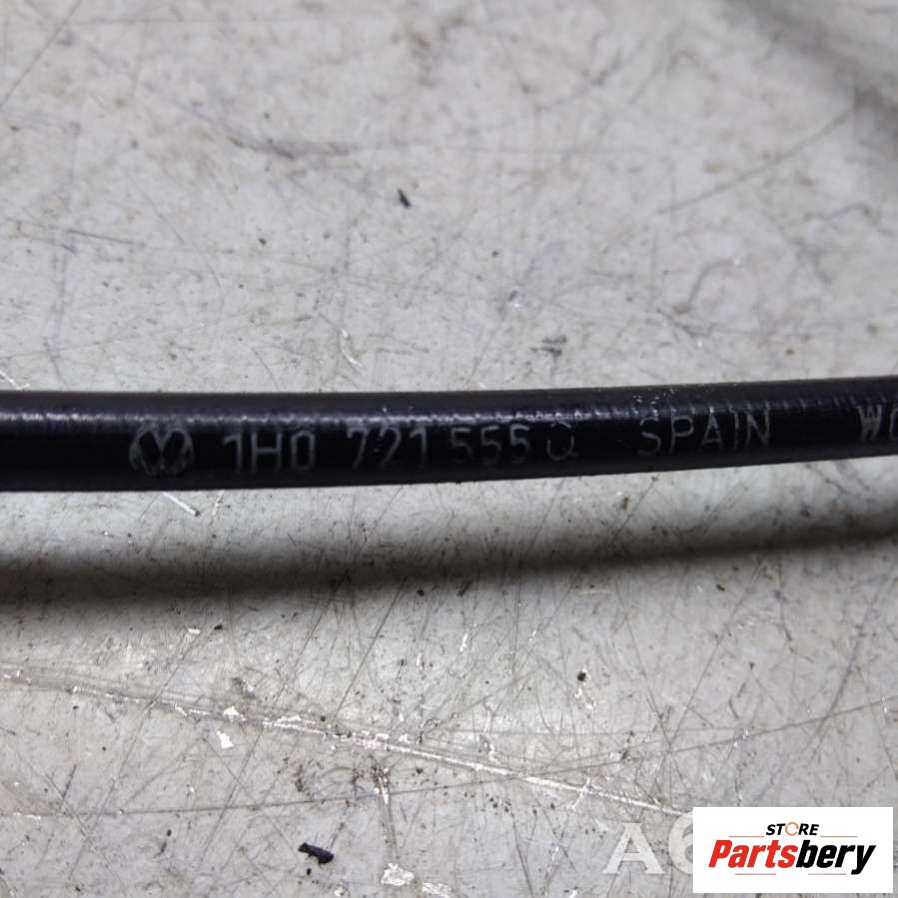 1H0 721 555 Q SPAIN
STORE
Partsbery